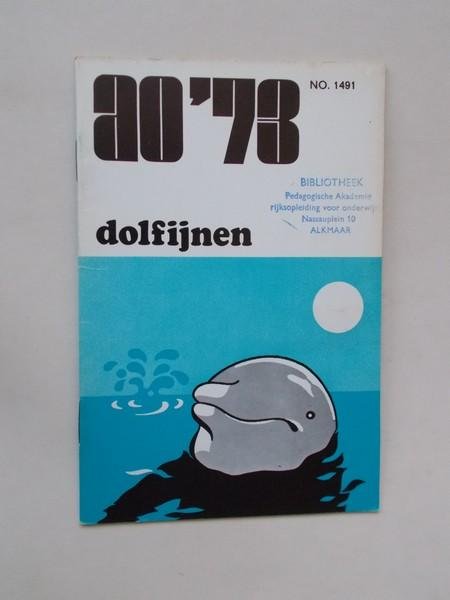 ao '73
NO. 1491
BIBLIOTHEEK
Pedagogische Akademie
rijksopleiding voor onderwijs
Nassauplein 10
ALKMAAR
dolfijnen